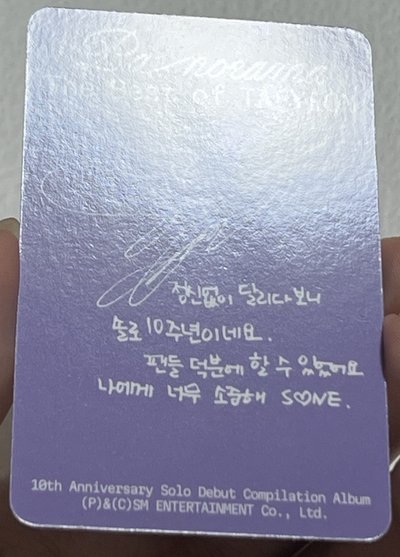 Panorama
The Best of TAEYEON
정신없이 달리다보니
솔로 10주년이네요.
팬들 덕분에 할 수 있었어요
나에게 너무 소중해 S♡NE.
10th Anniversary Solo Debut Compilation Album
(P)&(C)SM ENTERTAINMENT Co., Ltd.